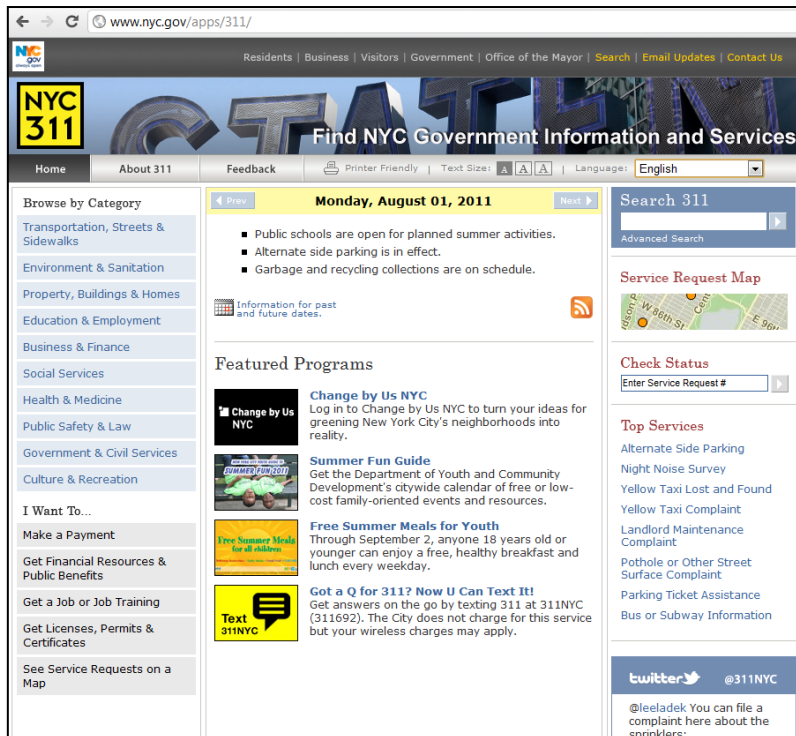 www.nyc.gov/apps/311/
NYC
.gov
always open
Residents | Business | Visitors | Government | Office of the Mayor | Search | Email Updates | Contact Us
NYC
311
STATEN
Find NYC Government Information and Services
Home
About 311
Feedback
Printer Friendly | Text Size: A A A | Language: English
Browse by Category
Transportation, Streets &
Sidewalks
Environment & Sanitation
Property, Buildings & Homes
Education & Employment
Business & Finance
Social Services
Health & Medicine
Public Safety & Law
Government & Civil Services
Culture & Recreation
I Want To...
Make a Payment
Get Financial Resources &
Public Benefits
Get a Job or Job Training
Get Licenses, Permits &
Certificates
See Service Requests on a
Map
Prev
Monday, August 01, 2011
Next
Public schools are open for planned summer activities.
Alternate side parking is in effect.
Garbage and recycling collections are on schedule.
Information for past
and future dates.
Featured Programs
Change by Us
NYC
Change by Us NYC
Log in to Change by Us NYC to turn your ideas for
greening New York City's neighborhoods into
reality.
SUMMER FUN 2011
Summer Fun Guide
Get the Department of Youth and Community
Development's citywide calendar of free or low-
cost family-oriented events and resources.
Free Summer Meals
for all children
Free Summer Meals for Youth
Through September 2, anyone 18 years old or
younger can enjoy a free, healthy breakfast and
lunch every weekday.
Text
311NYC
Got a Q for 311? Now U Can Text It!
Get answers on the go by texting 311 at 311NYC
(311692). The City does not charge for this service
but your wireless charges may apply.
Search 311
Advanced Search
Service Request Map
W 86th St
E 96th
Check Status
Enter Service Request #
Top Services
Alternate Side Parking
Night Noise Survey
Yellow Taxi Lost and Found
Yellow Taxi Complaint
Landlord Maintenance
Complaint
Pothole or Other Street
Surface Complaint
Parking Ticket Assistance
Bus or Subway Information
twitter @311NYC
@leeladek You can file a
complaint here about the
sprinklers: